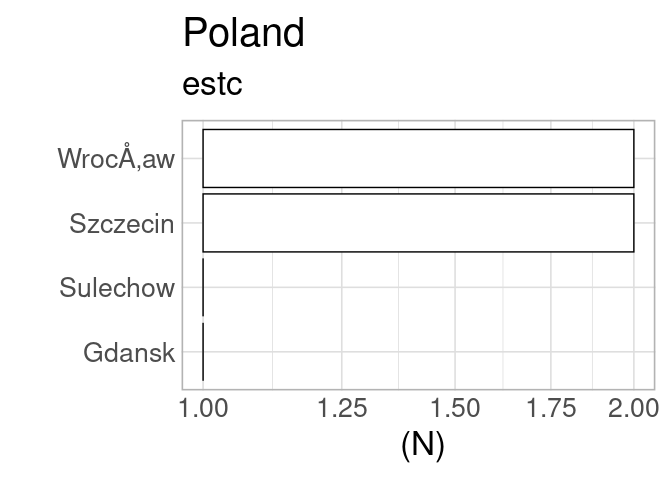 Poland
estc
WrocÅ‚aw
Szczecin
Sulechow
Gdansk
1.00 1.25 1.50 1.75 2.00
(N)